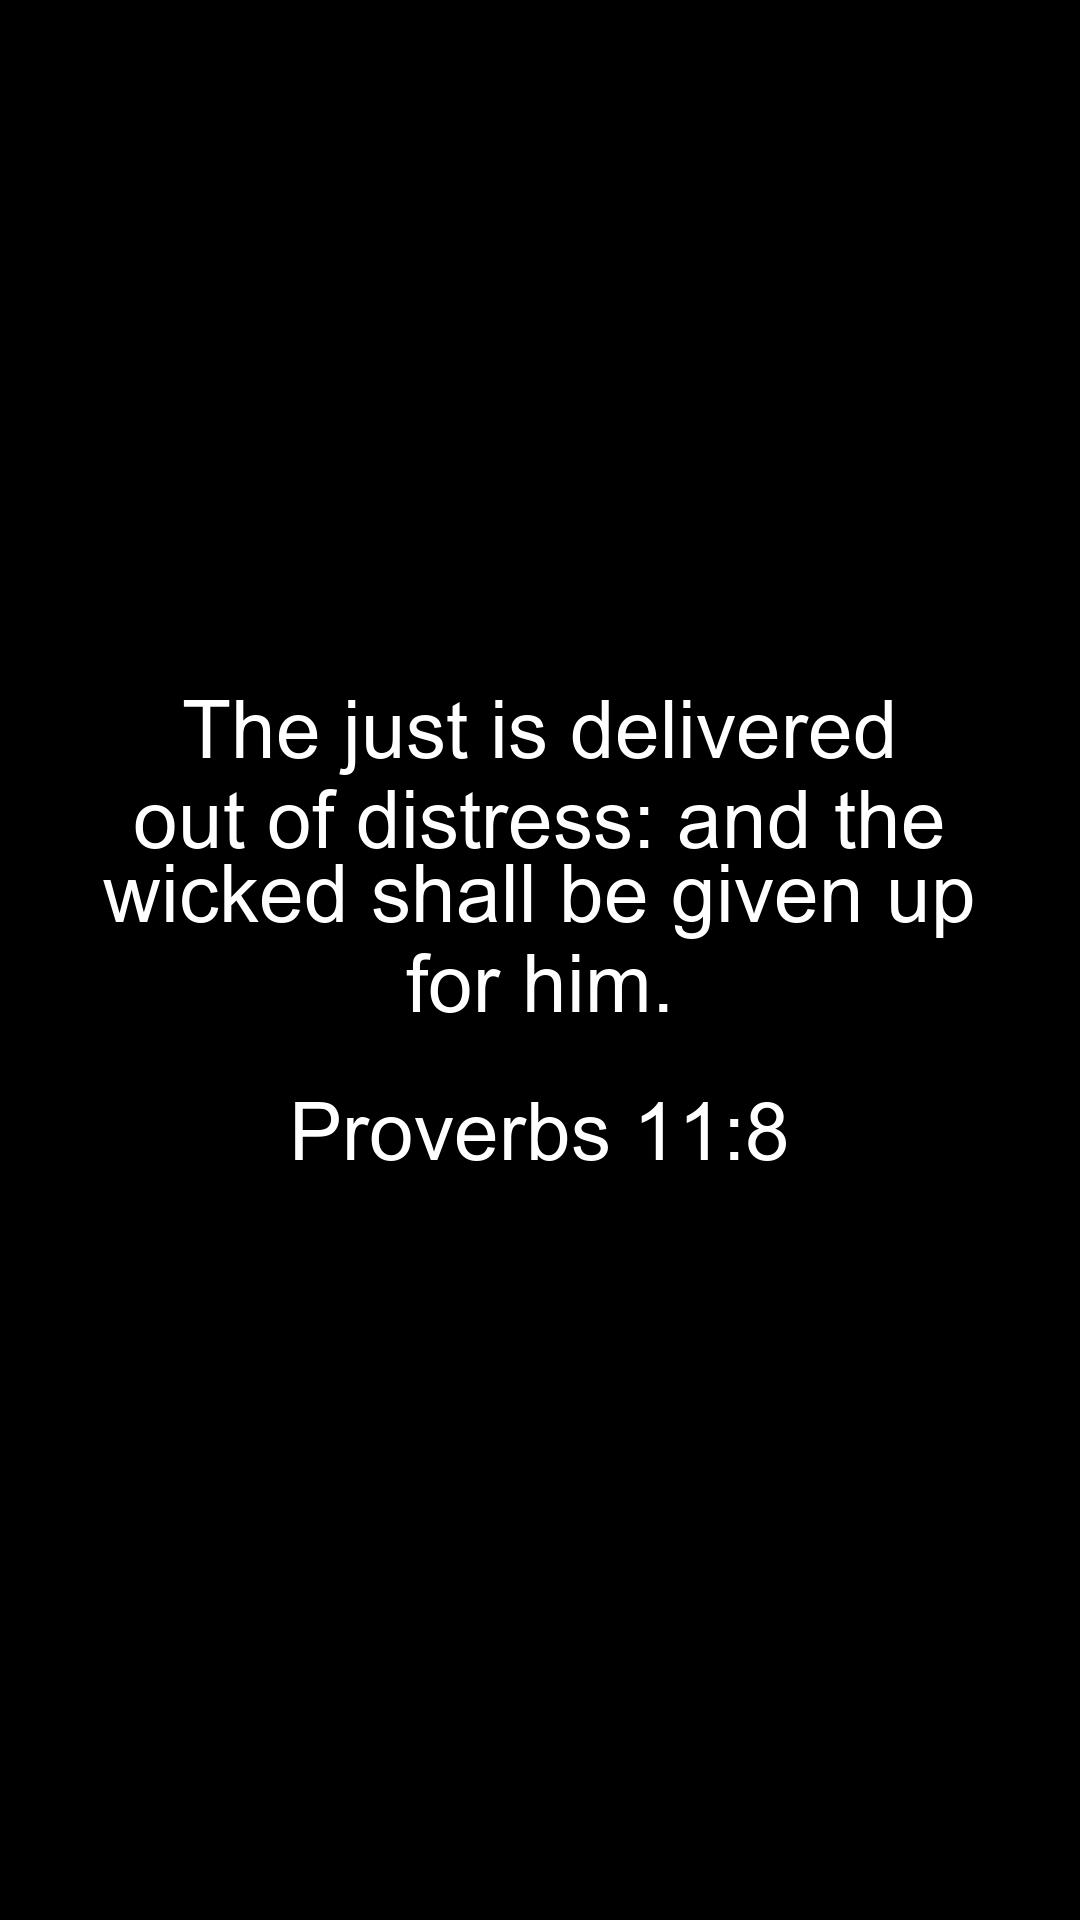 The just is delivered
out of distress: and the
wicked shall be given up
for him.
Proverbs 11:8